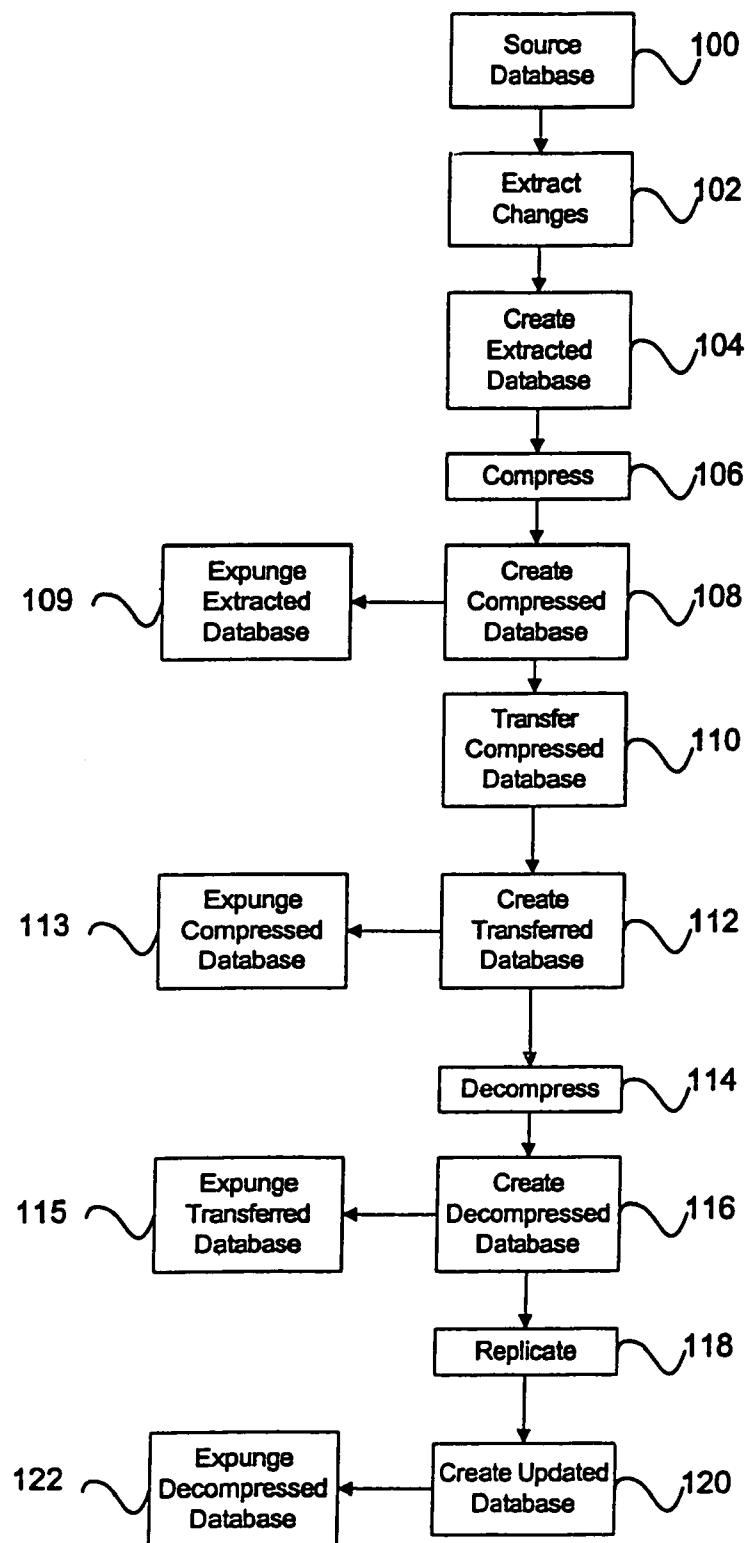 Source
Database
100
Extract
Changes
102
Create
Extracted
Database
104
Compress
106
Expunge
Extracted
Database
109
Create
Compressed
Database
108
Transfer
Compressed
Database
110
Expunge
Compressed
Database
113
Create
Transferred
Database
112
Decompress
114
Expunge
Transferred
Database
115
Create
Decompressed
Database
116
Replicate
118
Expunge
Decompressed
Database
122
Create Updated
Database
120